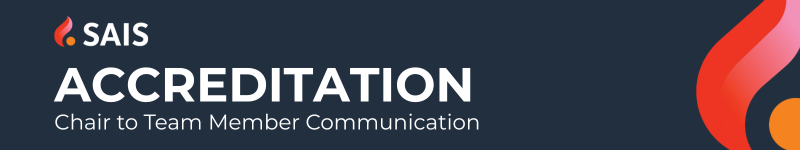 SAIS
ACCREDITATION
Chair to Team Member Communication